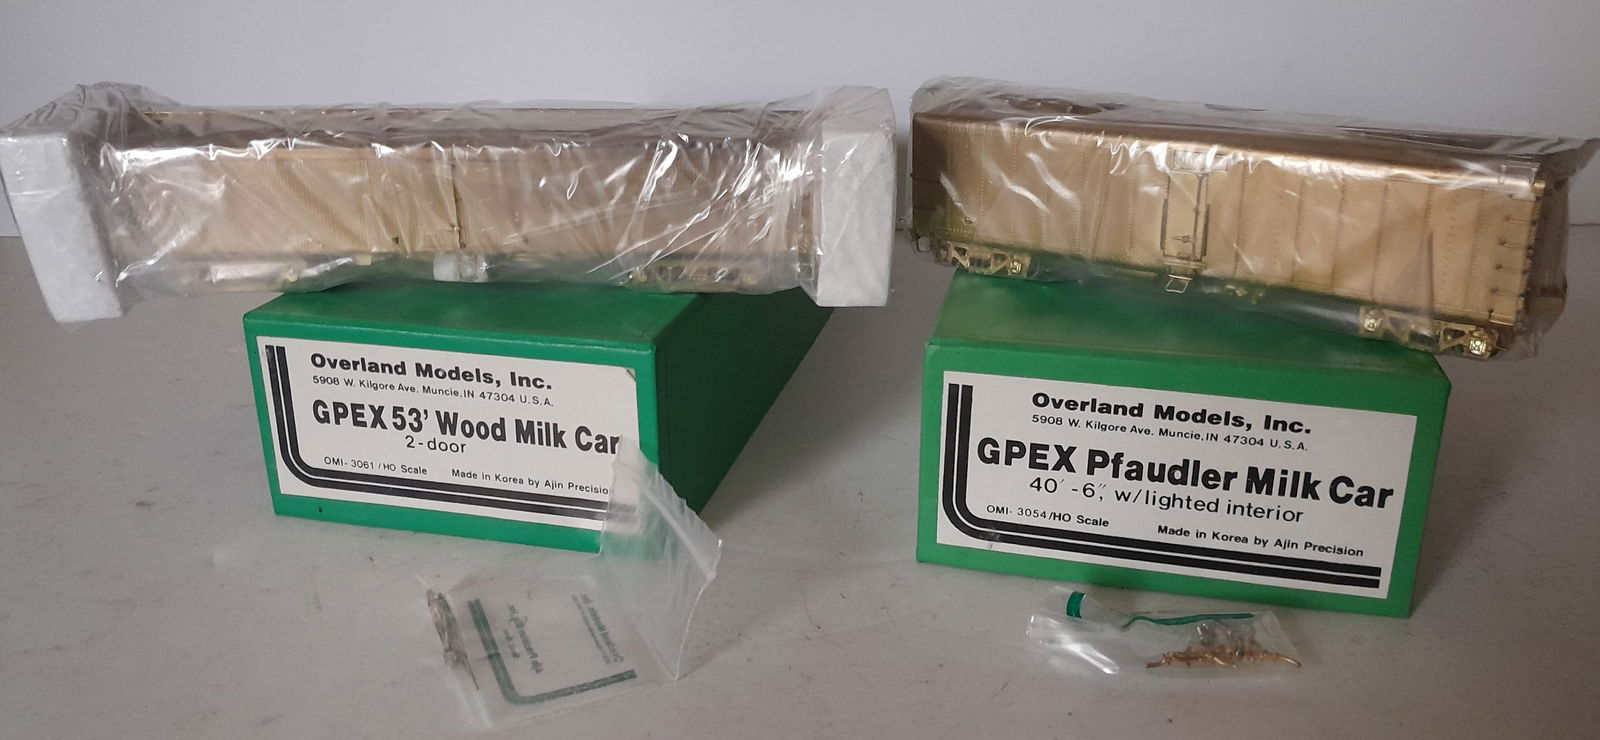 Overland Models, Inc.
5908 W. Kilgore Ave. Muncie, IN 47304 U.S.A.
GPEX 53' Wood Milk Car
2-door
OMI- 3061 /HO Scale Made in Korea by Ajin Precisio
Overland Models, Inc.
5908 W. Kilgore Ave. Muncie, IN 47304 U.S.A.
GPEX Pfaudler Milk Car
40' -6", w/lighted interior
OMI- 3054/HO Scale Made in Korea by Ajin Precision